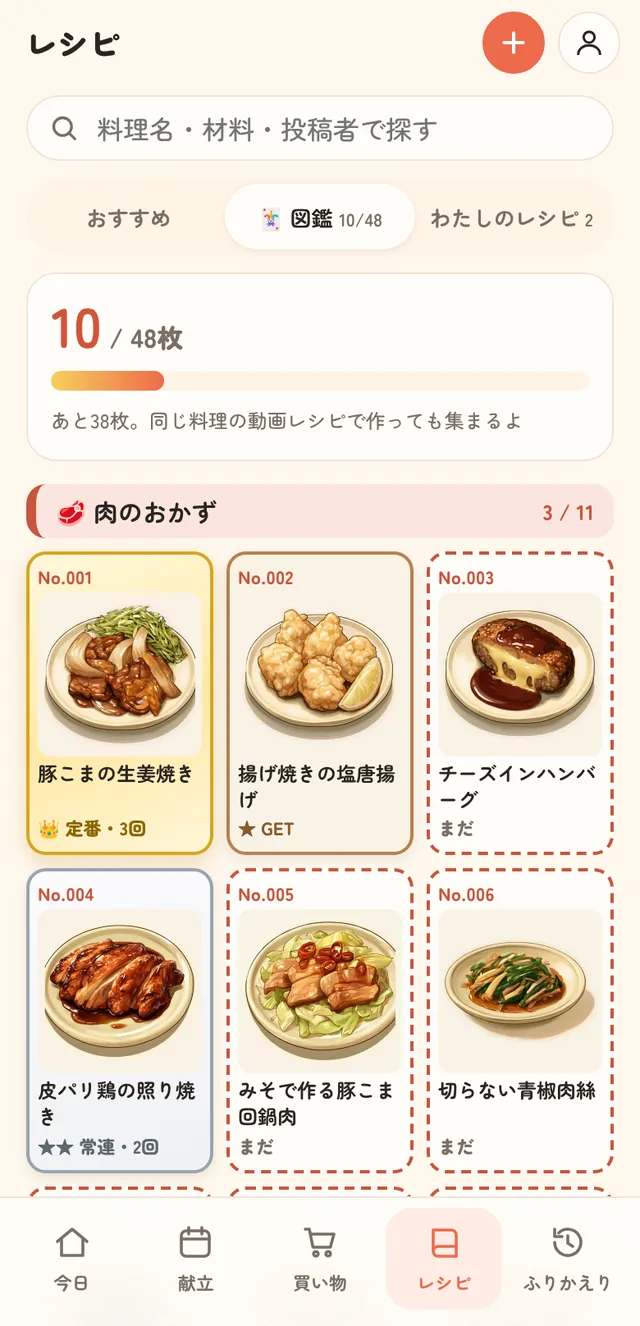 レシピ
料理名・材料・投稿者で探す
おすすめ
図鑑 10/48
わたしのレシピ 2
10 / 48枚
あと38枚。同じ料理の動画レシピで作っても集まるよ
肉のおかず
3 / 11
No.001
豚こまの生姜焼き
定番・3回
No.002
揚げ焼きの塩唐揚
げ
★ GET
No.003
チーズインハンバ
ーグ
まだ
No.004
皮パリ鶏の照り焼
き
★★ 常連・2回
No.005
みそで作る豚こま
回鍋肉
まだ
No.006
切らない青椒肉絲
まだ
今日
献立
買い物
レシピ
ふりかえり